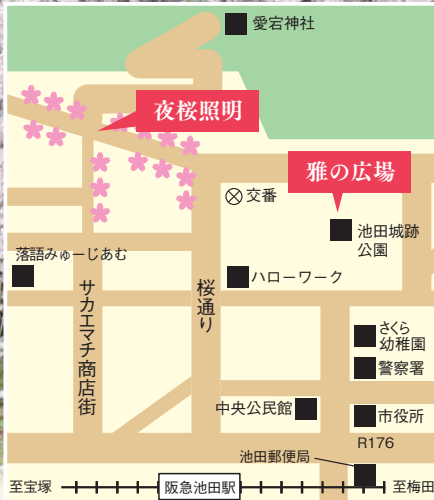 愛宕神社
夜桜照明
雅の広場
交番
池田城跡
公園
落語みゅーじあむ
ハローワーク
サカエマチ商店街
桜通り
さくら
幼稚園
警察署
中央公民館
市役所
R176
池田郵便局
至宝塚
阪急池田駅
至梅田